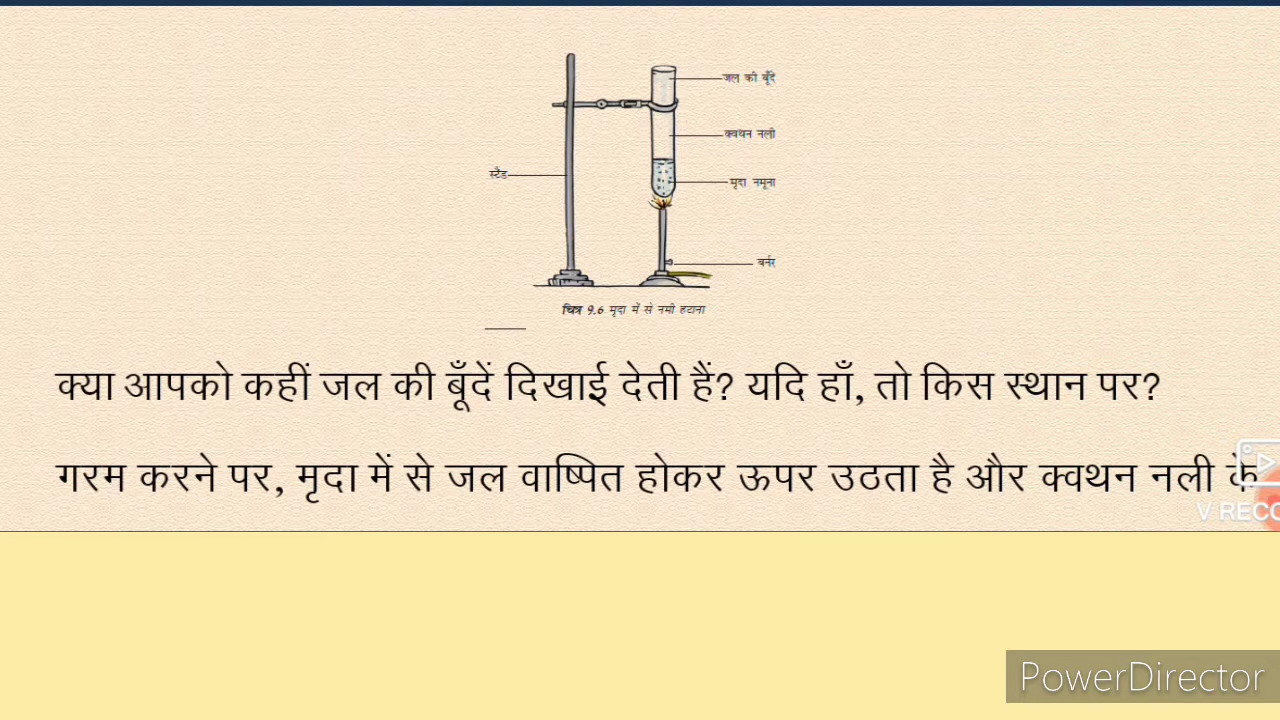 जल की बूँदें
क्वथन नली
स्टैंड
मृदा नमूना
बर्नर
चित्र 9.6 मृदा में से नमी हटाना
क्या आपको कहीं जल की बूँदें दिखाई देती हैं? यदि हाँ, तो किस स्थान पर?
गरम करने पर, मृदा में से जल वाष्पित होकर ऊपर उठता है और क्वथन नली के
V RECO
PowerDirector